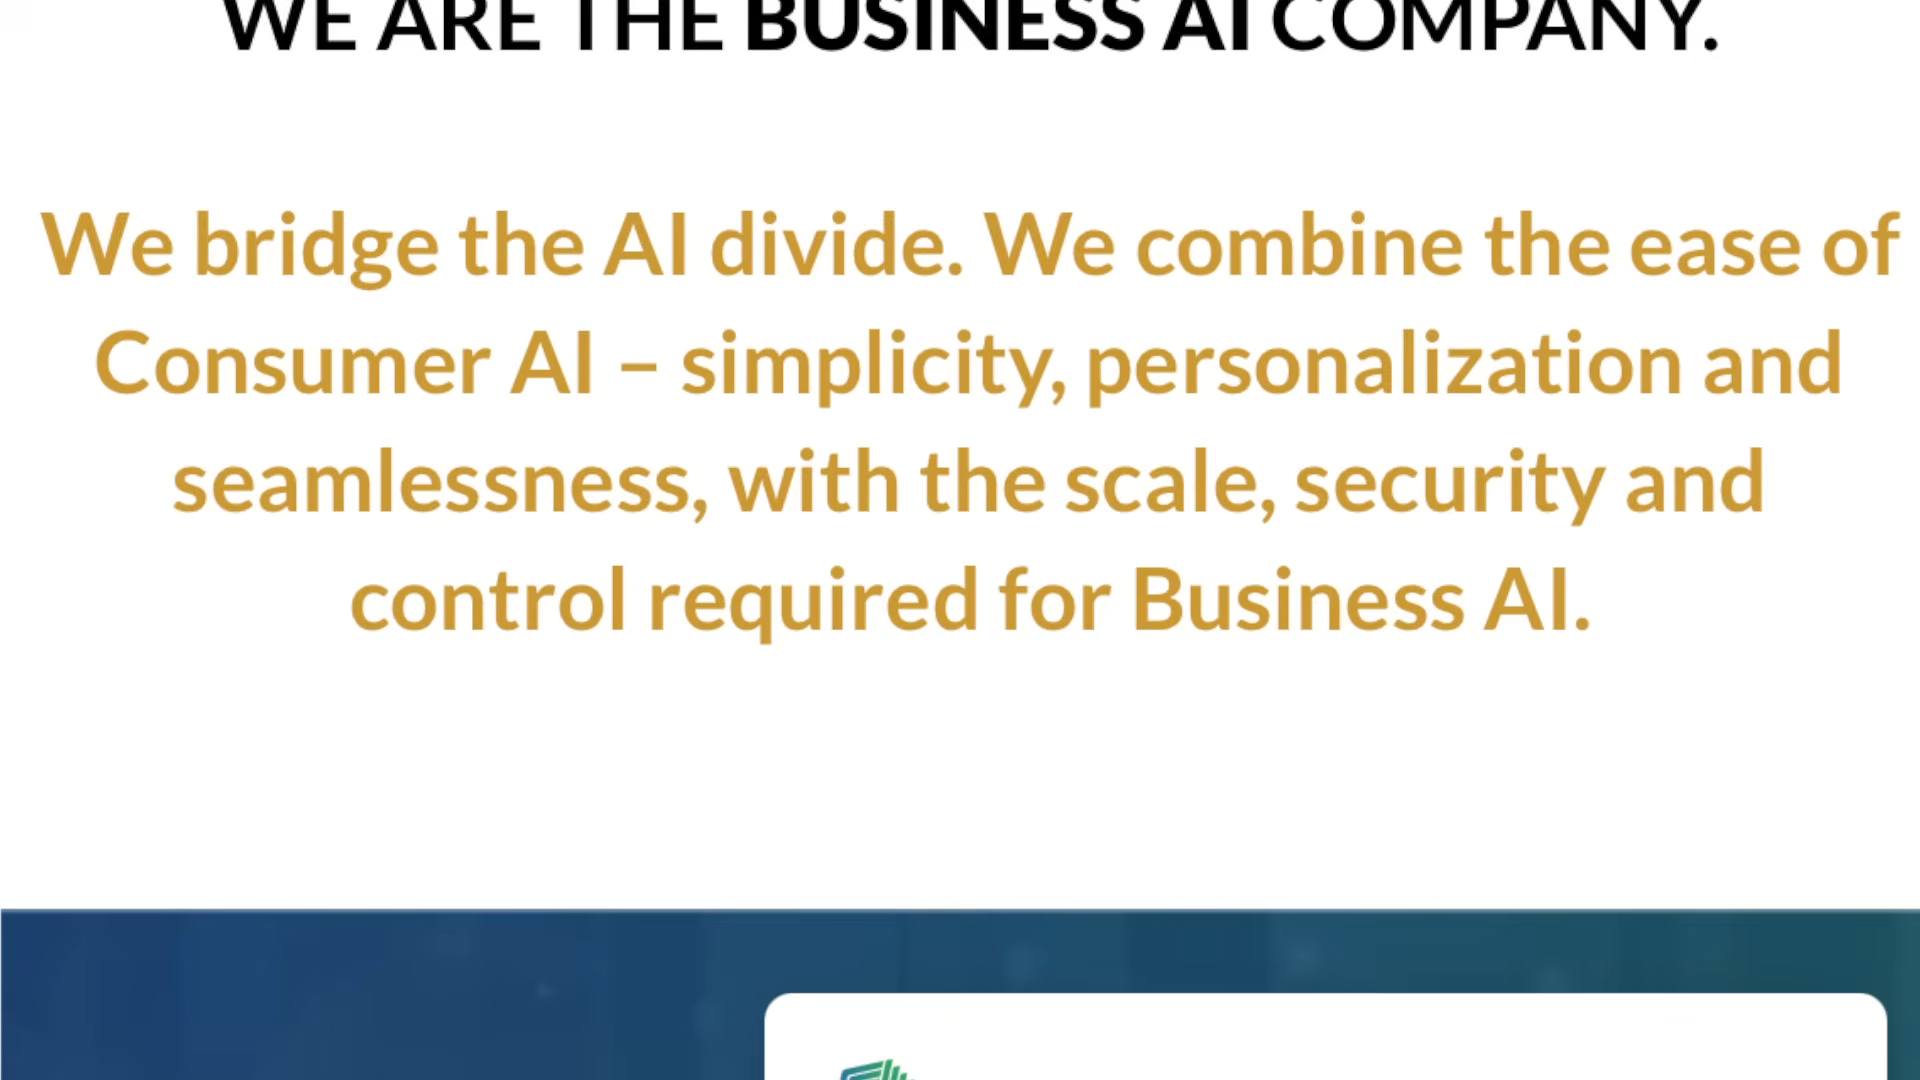 WE ARE THE BUSINESS AI COMPANY.
We bridge the AI divide. We combine the ease of
Consumer AI – simplicity, personalization and
seamlessness, with the scale, security and
control required for Business AI.